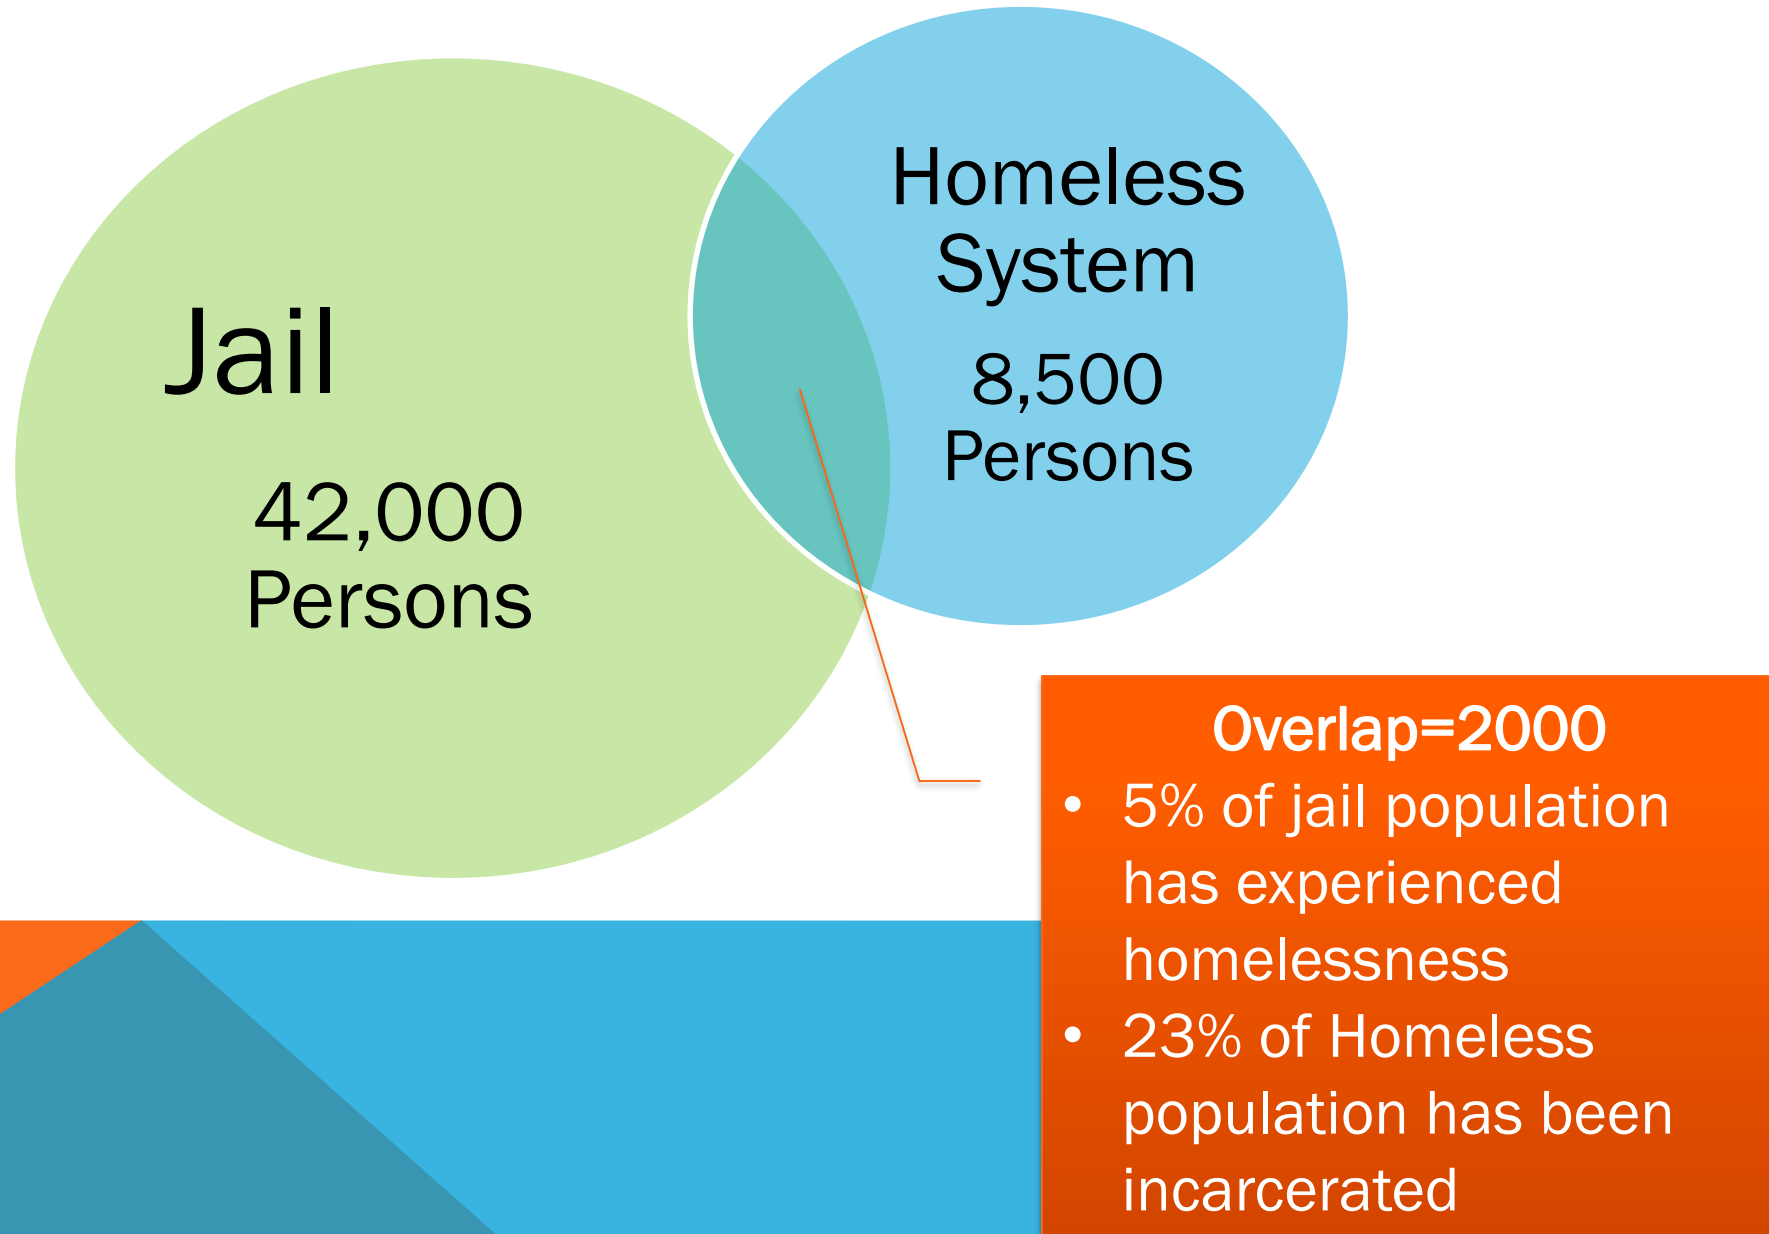 Jail
42,000
Persons
Homeless
System
8,500
Persons
Overlap=2000
• 5% of jail population
has experienced
homelessness
• 23% of Homeless
population has been
incarcerated